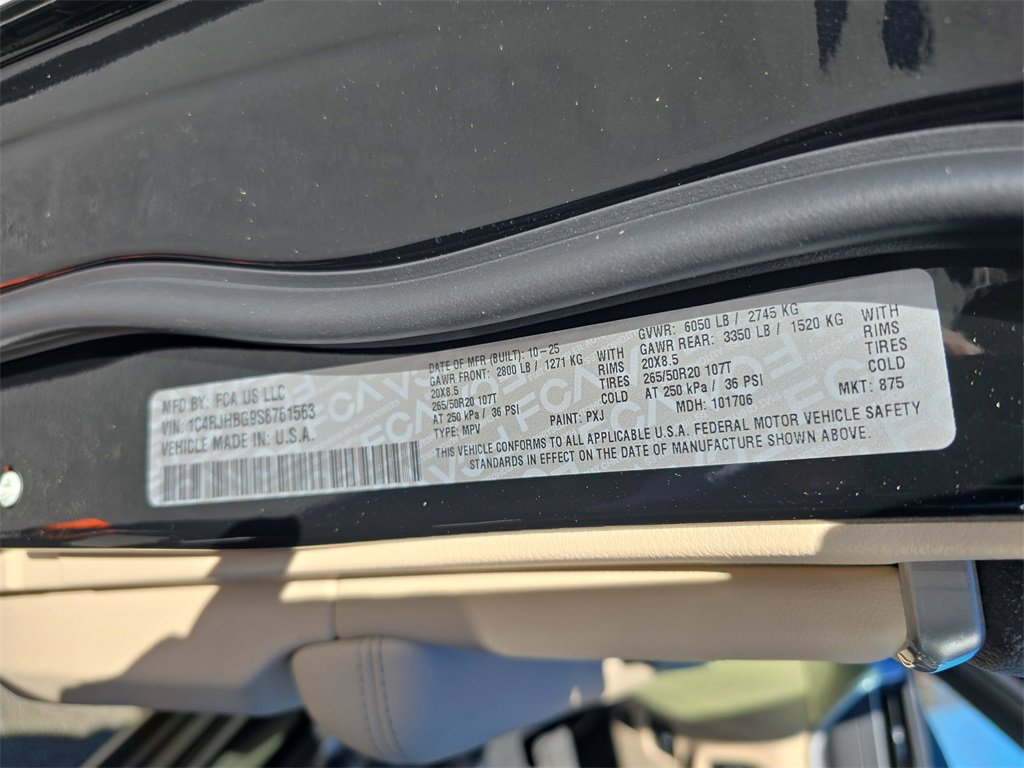 MFD BY: FCA US LLC
VIN: 1C4RJHBG9S8761563
VEHICLE MADE IN: U.S.A.
DATE OF MFR (BUILT): 10-25
GAWR FRONT: 2800 LB / 1271 KG WITH
20X8.5 RIMS
265/50R20 107T TIRES
AT 250 kPa / 36 PSI COLD
TYPE: MPV PAINT: PXJ
GVWR: 6050 LB / 2745 KG
GAWR REAR: 3350 LB / 1520 KG WITH
20X8.5 RIMS
265/50R20 107T TIRES
AT 250 kPa / 36 PSI COLD
MDH: 101706 MKT: 875
THIS VEHICLE CONFORMS TO ALL APPLICABLE U.S.A. FEDERAL MOTOR VEHICLE SAFETY
STANDARDS IN EFFECT ON THE DATE OF MANUFACTURE SHOWN ABOVE.